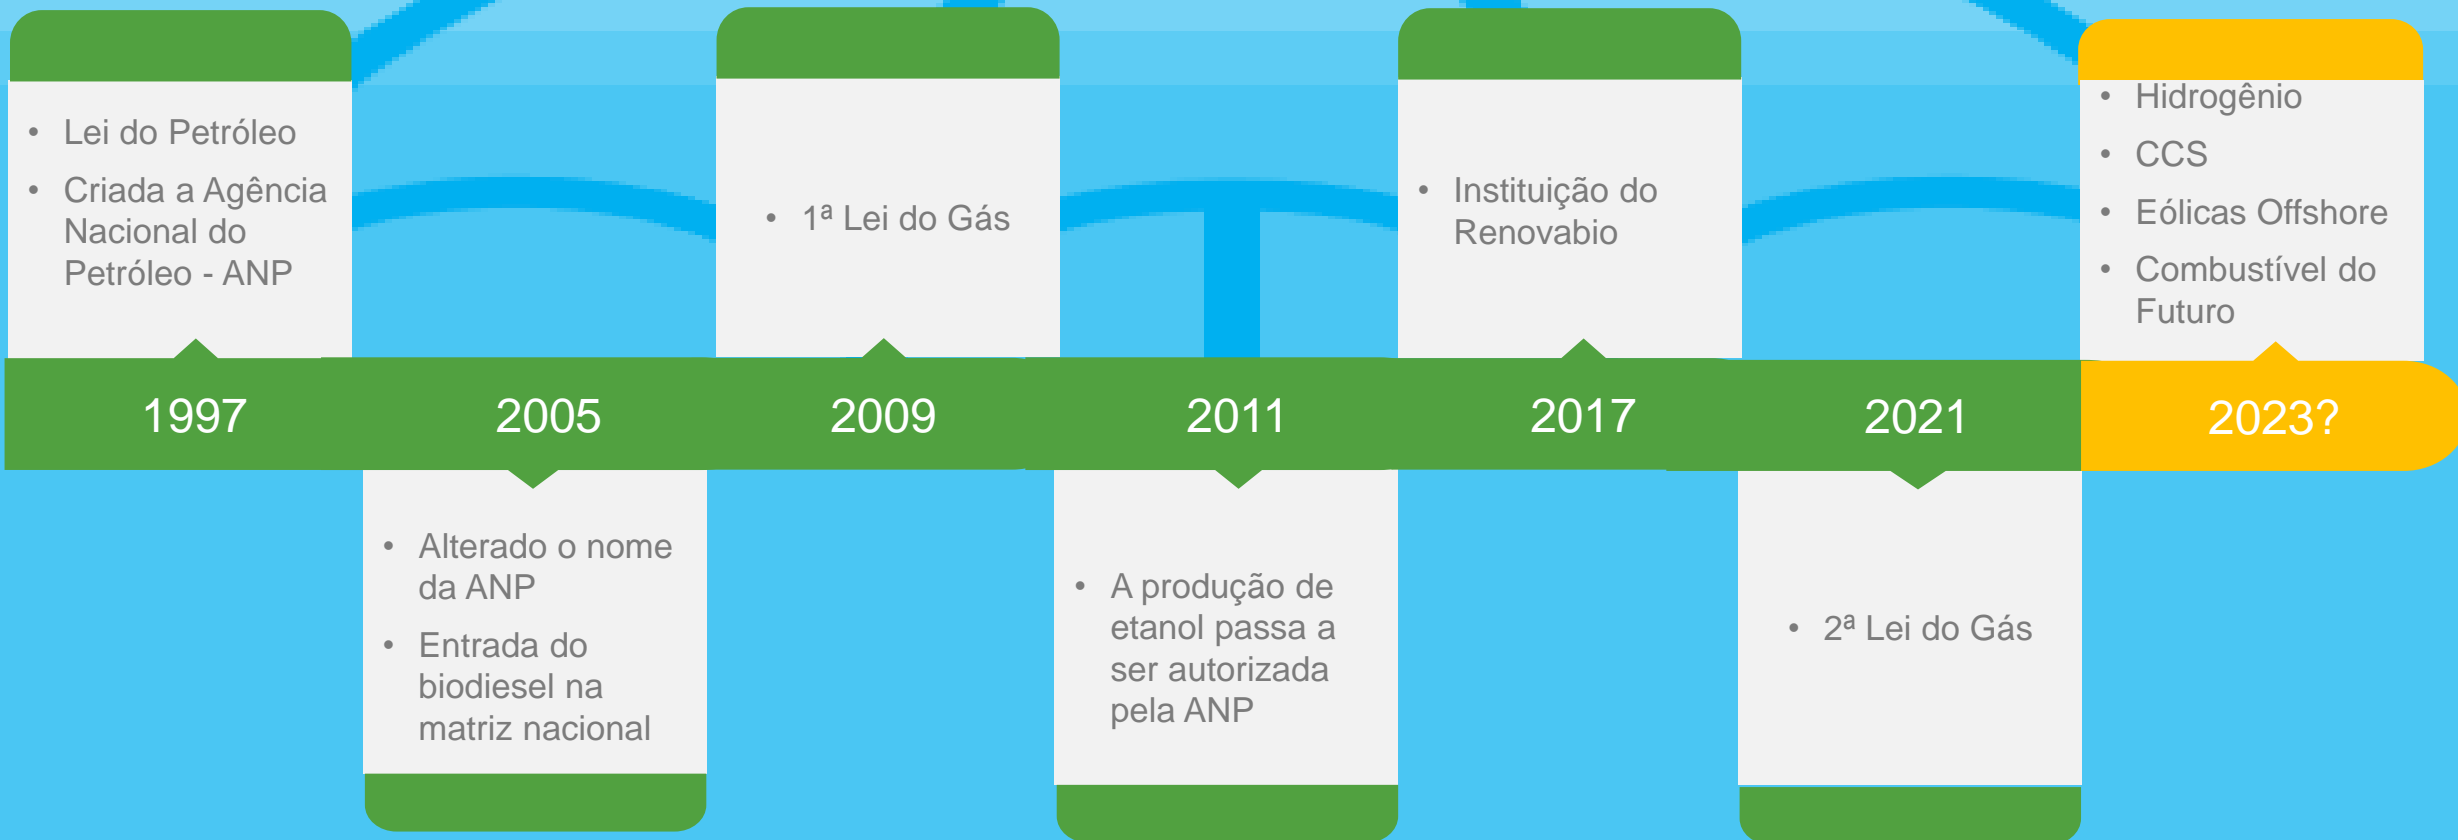 • Lei do Petróleo
• Criada a Agência
Nacional do
Petróleo - ANP
1997
2005
• Alterado o nome
da ANP
• Entrada do
biodiesel na
matriz nacional
• 1ª Lei do Gás
2009
2011
• A produção de
etanol passa a
ser autorizada
pela ANP
• Instituição do
Renovabio
2017
2021
• 2ª Lei do Gás
• Hidrogênio
• CCS
• Eólicas Offshore
• Combustível do
Futuro
2023?